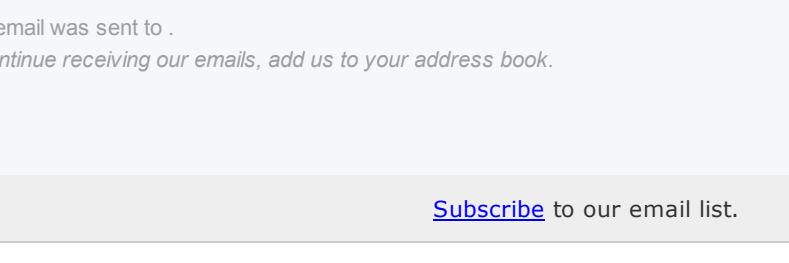 email was sent to .
ntinue receiving our emails, add us to your address book.
Subscribe to our email list.